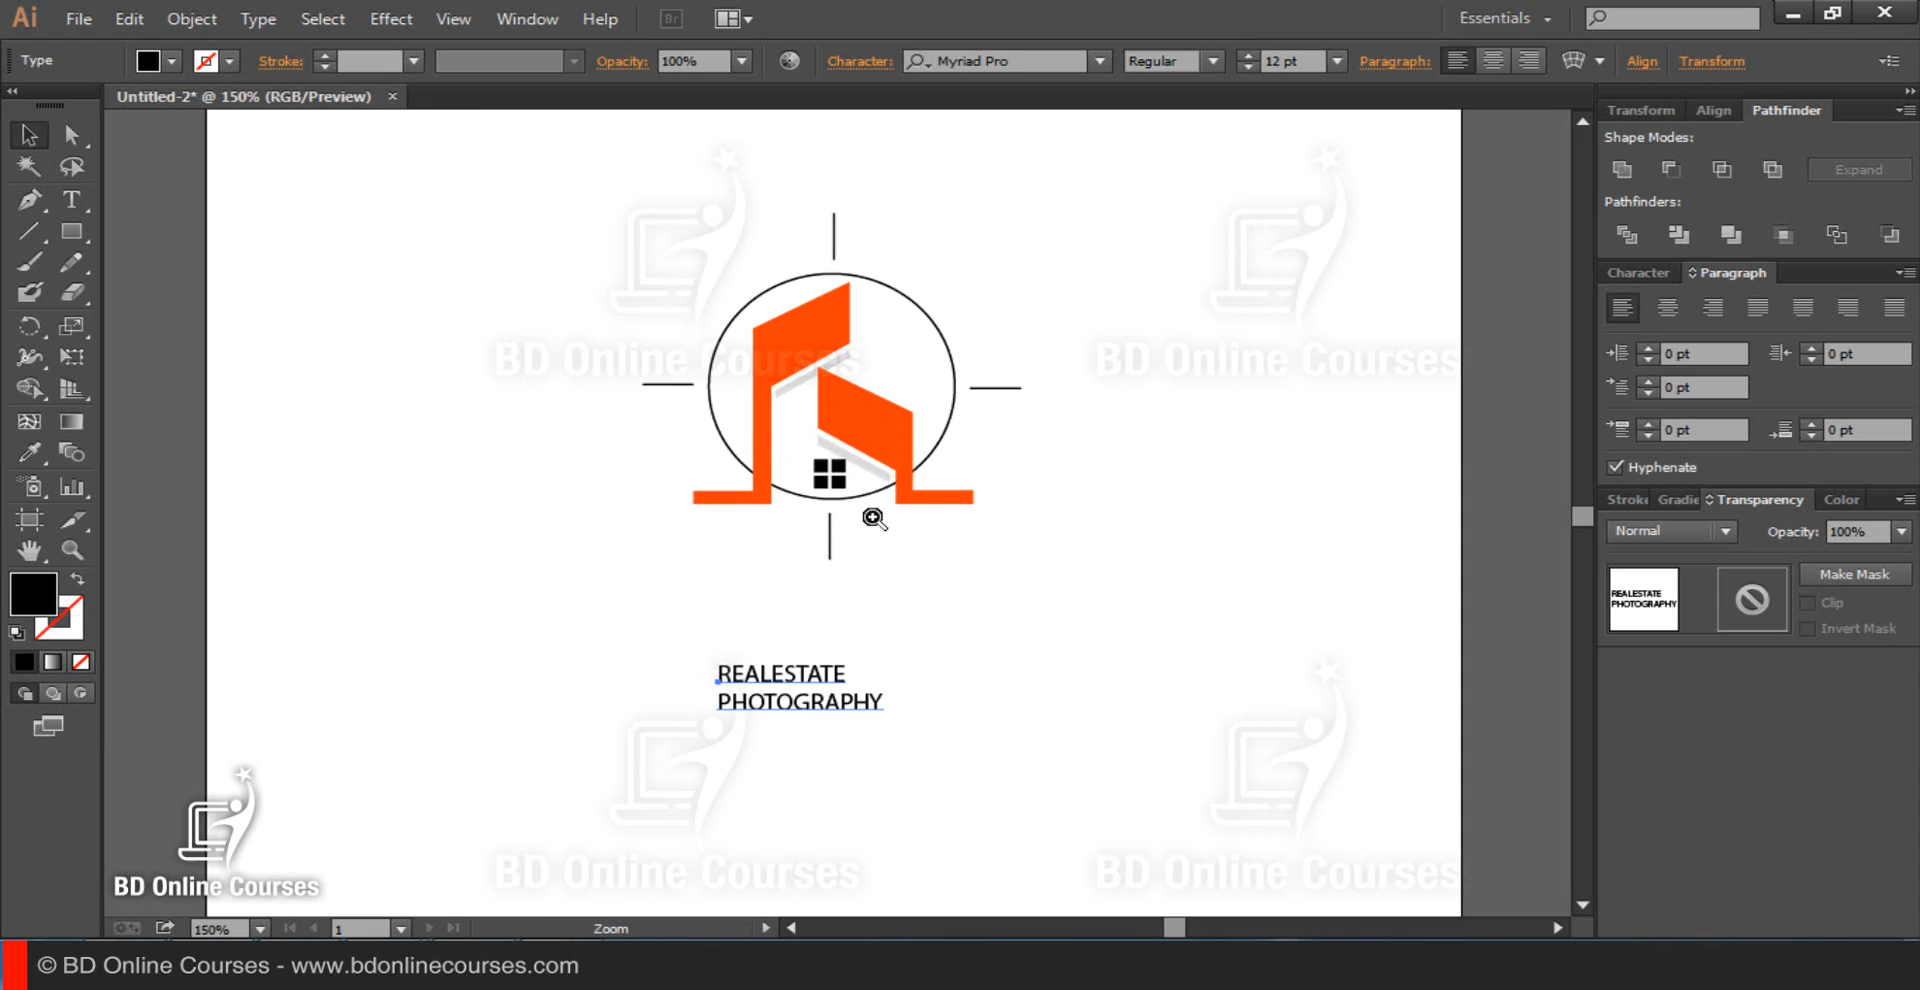 Ai File Edit Object Type Select Effect View Window Help Br Essentials
Type Stroke: Opacity: 100% Character: Myriad Pro Regular 12 pt Paragraph: Align Transform
Untitled-2* @ 150% (RGB/Preview) ×
Transform Align Pathfinder
Shape Modes:
Expand
Pathfinders:
Character Paragraph
0 pt 0 pt
0 pt
0 pt 0 pt
Hyphenate
Stroke Gradie Transparency Color
Normal Opacity: 100%
Make Mask
REALESTATE
PHOTOGRAPHY
Clip
Invert Mask
BD Online Courses
BD Online Courses
REALESTATE
PHOTOGRAPHY
BD Online Courses
BD Online Courses
BD Online Courses
150% 1 Zoom
© BD Online Courses - www.bdonlinecourses.com